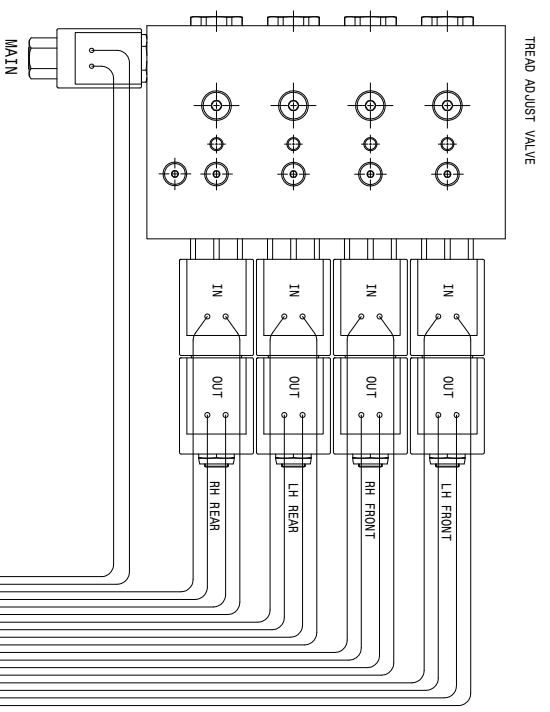 TREAD ADJUST VALVE
MAIN
IN
IN
IN
IN
OUT
OUT
OUT
OUT
RH REAR
LH REAR
RH FRONT
LH FRONT